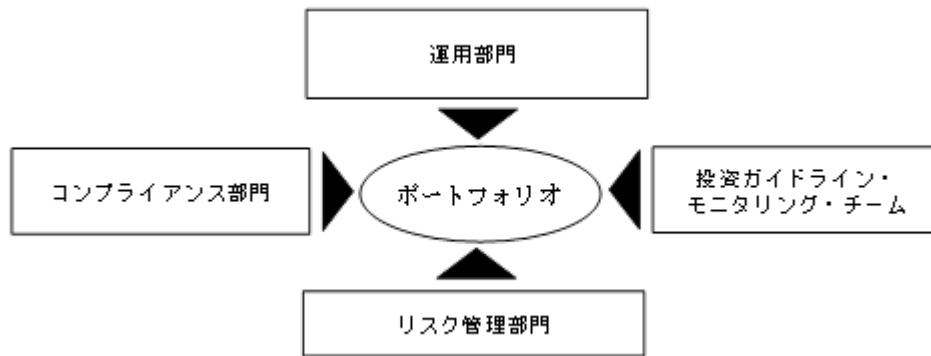 運用部門
コンプライアンス部門
ポートフォリオ
投資ガイドライン・
モニタリング・チーム
リスク管理部門